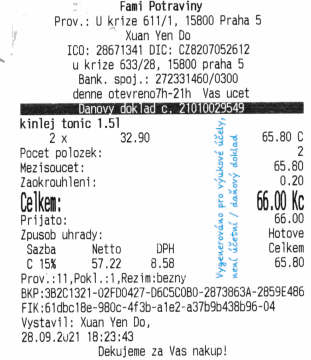 Fami Potraviny
Prov.: U krize 611/1, 15800 Praha 5
Xuan Yen Do
ICO: 28671341 DIC: CZ8207052612
u krize 633/28, 15800 praha 5
Bank. spoj.: 272331460/0300
denne otevreno7h-21h Vas ucet
Danovy doklad c. 21010029549
kinlej tonic 1.5l
2 x 32.90 65.80 C
Pocet polozek: 2
Mezisoucet: 65.80
Zaokrouhleni: 0.20
Celkem: 66.00 Kc
Prijato: 66.00
Zpusob uhrady: Hotove
Sazba Netto DPH Celkem
C 15% 57.22 8.58 65.80
Prov.:11,Pokl.:1,Rezim:bezny
BKP:3B2C1321-02FD0427-D6C5C0B0-2873863A-2859E486
FIK:61dbc18e-980c-4f3b-a1e2-a37b9b438b96-04
Vystavil: Xuan Yen Do,
28.09.2021 18:23:43
Dekujeme za Vas nakup!
Vygenerováno pro výukové účely,
není účetní / daňový doklad